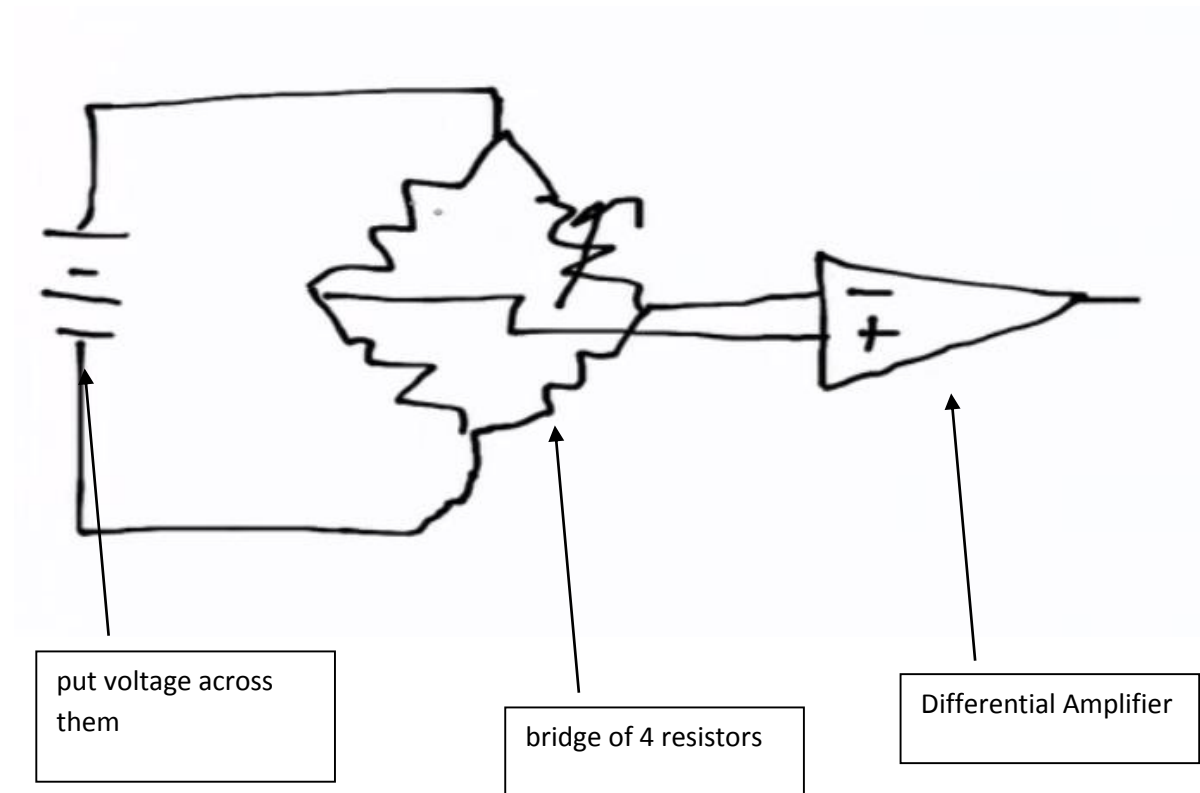 −
+
put voltage across
them
bridge of 4 resistors
Differential Amplifier